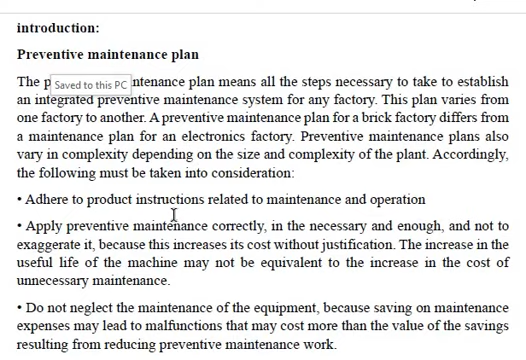 introduction:
Preventive maintenance plan
The p Saved to this PC ntenance plan means all the steps necessary to take to establish
an integrated preventive maintenance system for any factory. This plan varies from
one factory to another. A preventive maintenance plan for a brick factory differs from
a maintenance plan for an electronics factory. Preventive maintenance plans also
vary in complexity depending on the size and complexity of the plant. Accordingly,
the following must be taken into consideration:
• Adhere to product instructions related to maintenance and operation
• Apply preventive maintenance correctly, in the necessary and enough, and not to
exaggerate it, because this increases its cost without justification. The increase in the
useful life of the machine may not be equivalent to the increase in the cost of
unnecessary maintenance.
• Do not neglect the maintenance of the equipment, because saving on maintenance
expenses may lead to malfunctions that may cost more than the value of the savings
resulting from reducing preventive maintenance work.